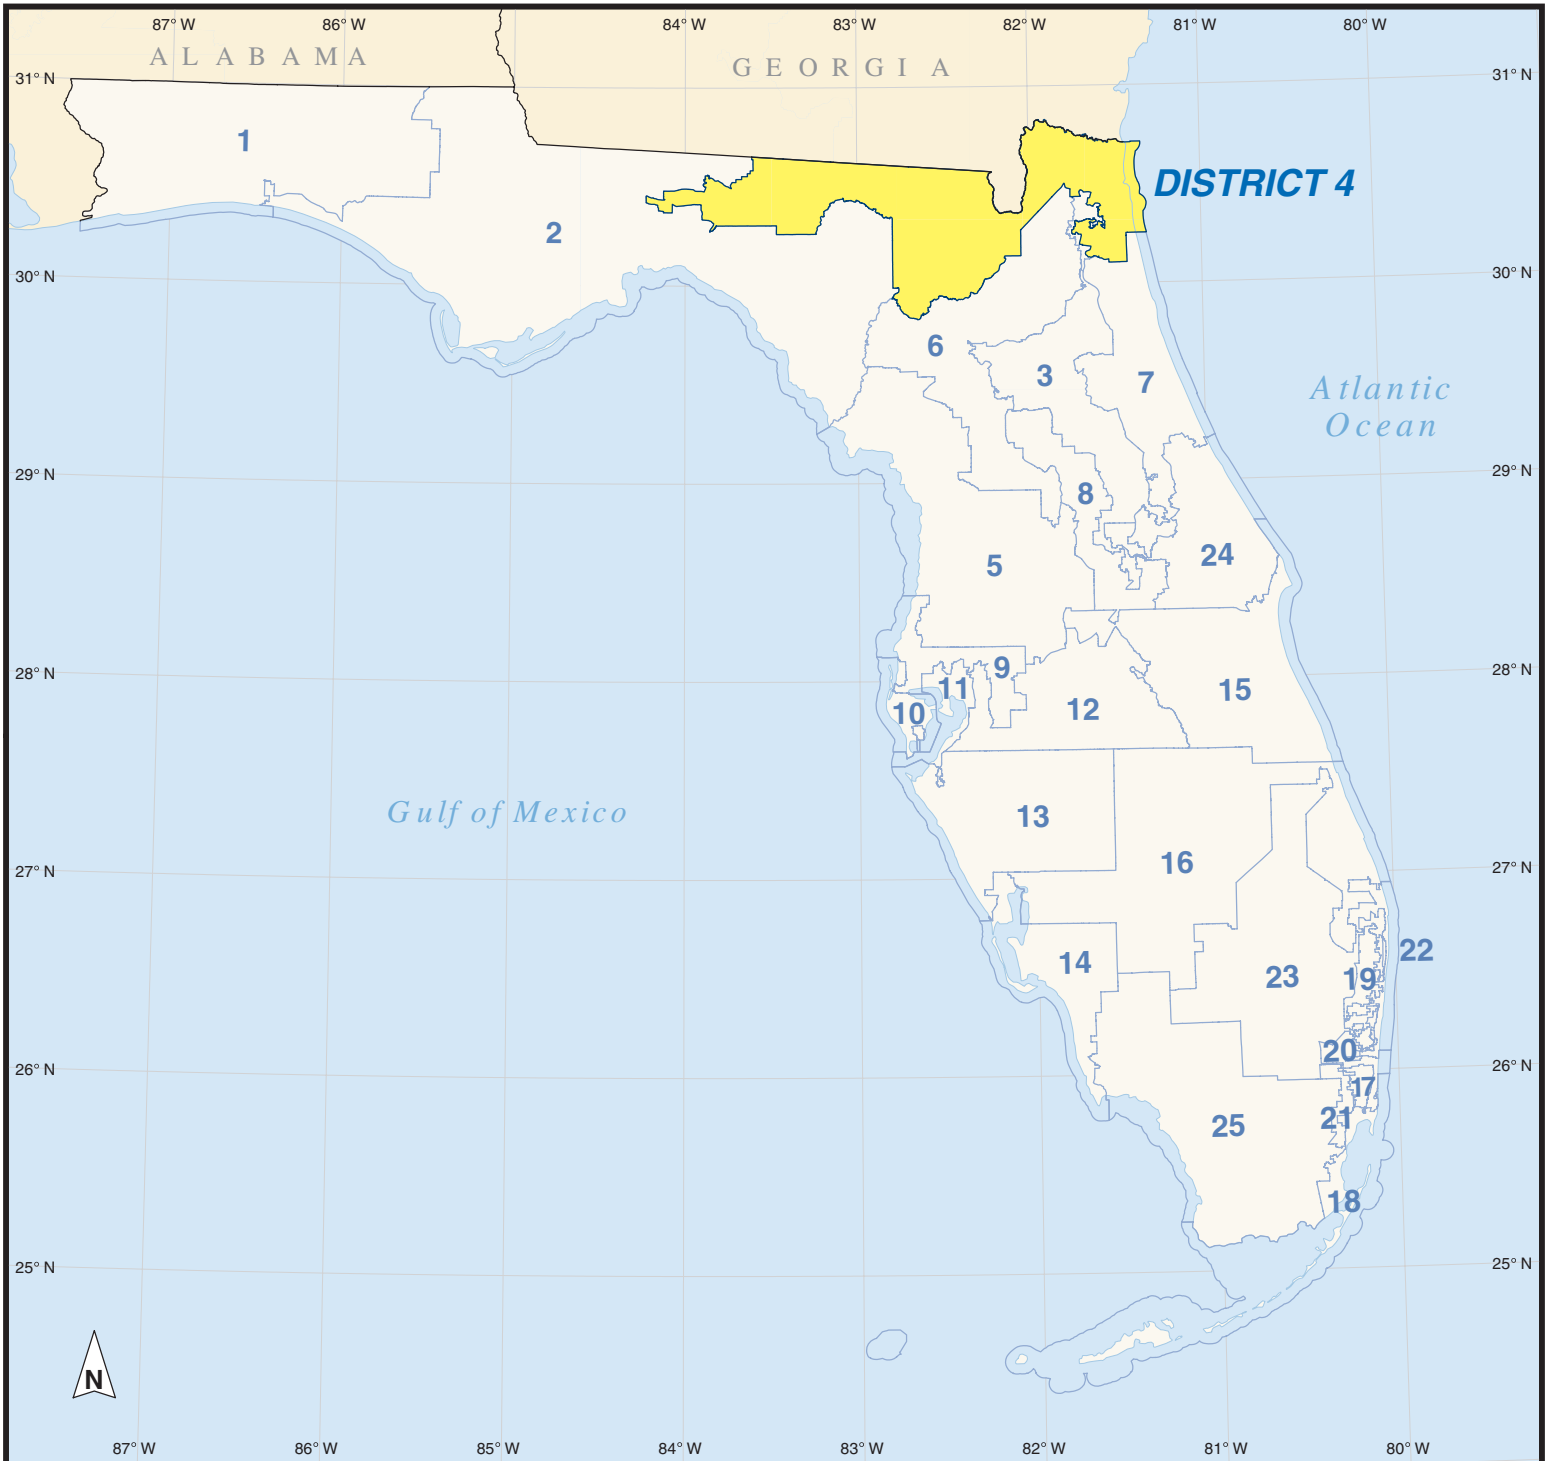 87° W 86° W 84° W 83° W 82° W 81° W 80° W
ALABAMA
GEORGIA
31° N 31° N
1
DISTRICT 4
2
30° N 30° N
6
3
7
Atlantic
Ocean
29° N 29° N
8
24
5
28° N 28° N
9
11
15
10
12
Gulf of Mexico
13
16
27° N 27° N
22
14
23
19
20
26° N 26° N
17
21
25
18
25° N 25° N
N
87° W 86° W 85° W 84° W 83° W 82° W 81° W 80° W